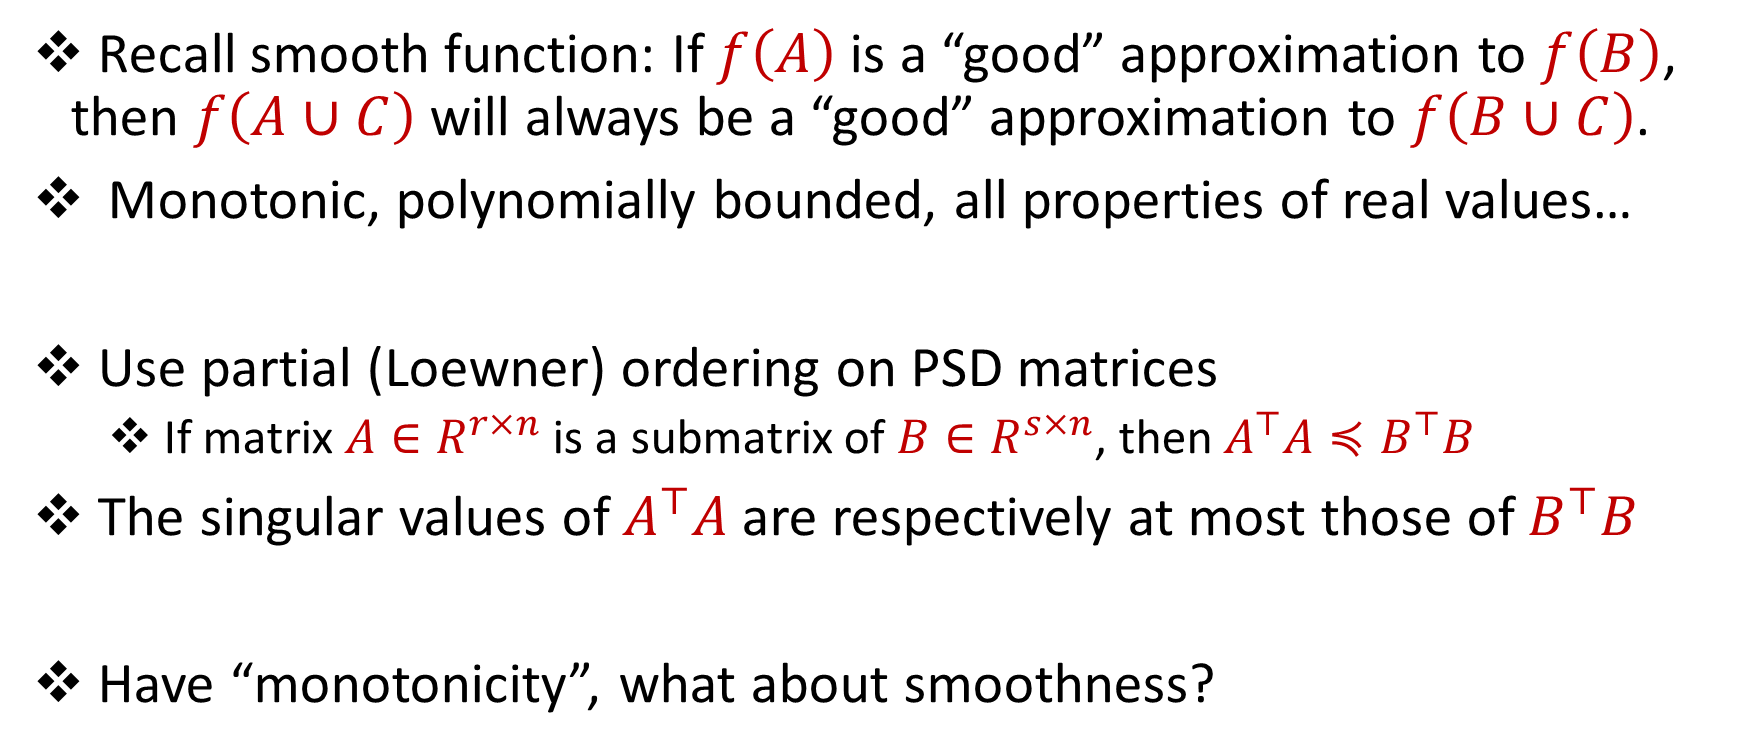 ❖ Recall smooth function: If f(A) is a “good” approximation to f(B),
then f(A ∪ C) will always be a “good” approximation to f(B ∪ C).
❖ Monotonic, polynomially bounded, all properties of real values…
❖ Use partial (Loewner) ordering on PSD matrices
❖ If matrix A ∈ R^{r×n} is a submatrix of B ∈ R^{s×n}, then A^⊤A ≼ B^⊤B
❖ The singular values of A^⊤A are respectively at most those of B^⊤B
❖ Have “monotonicity”, what about smoothness?